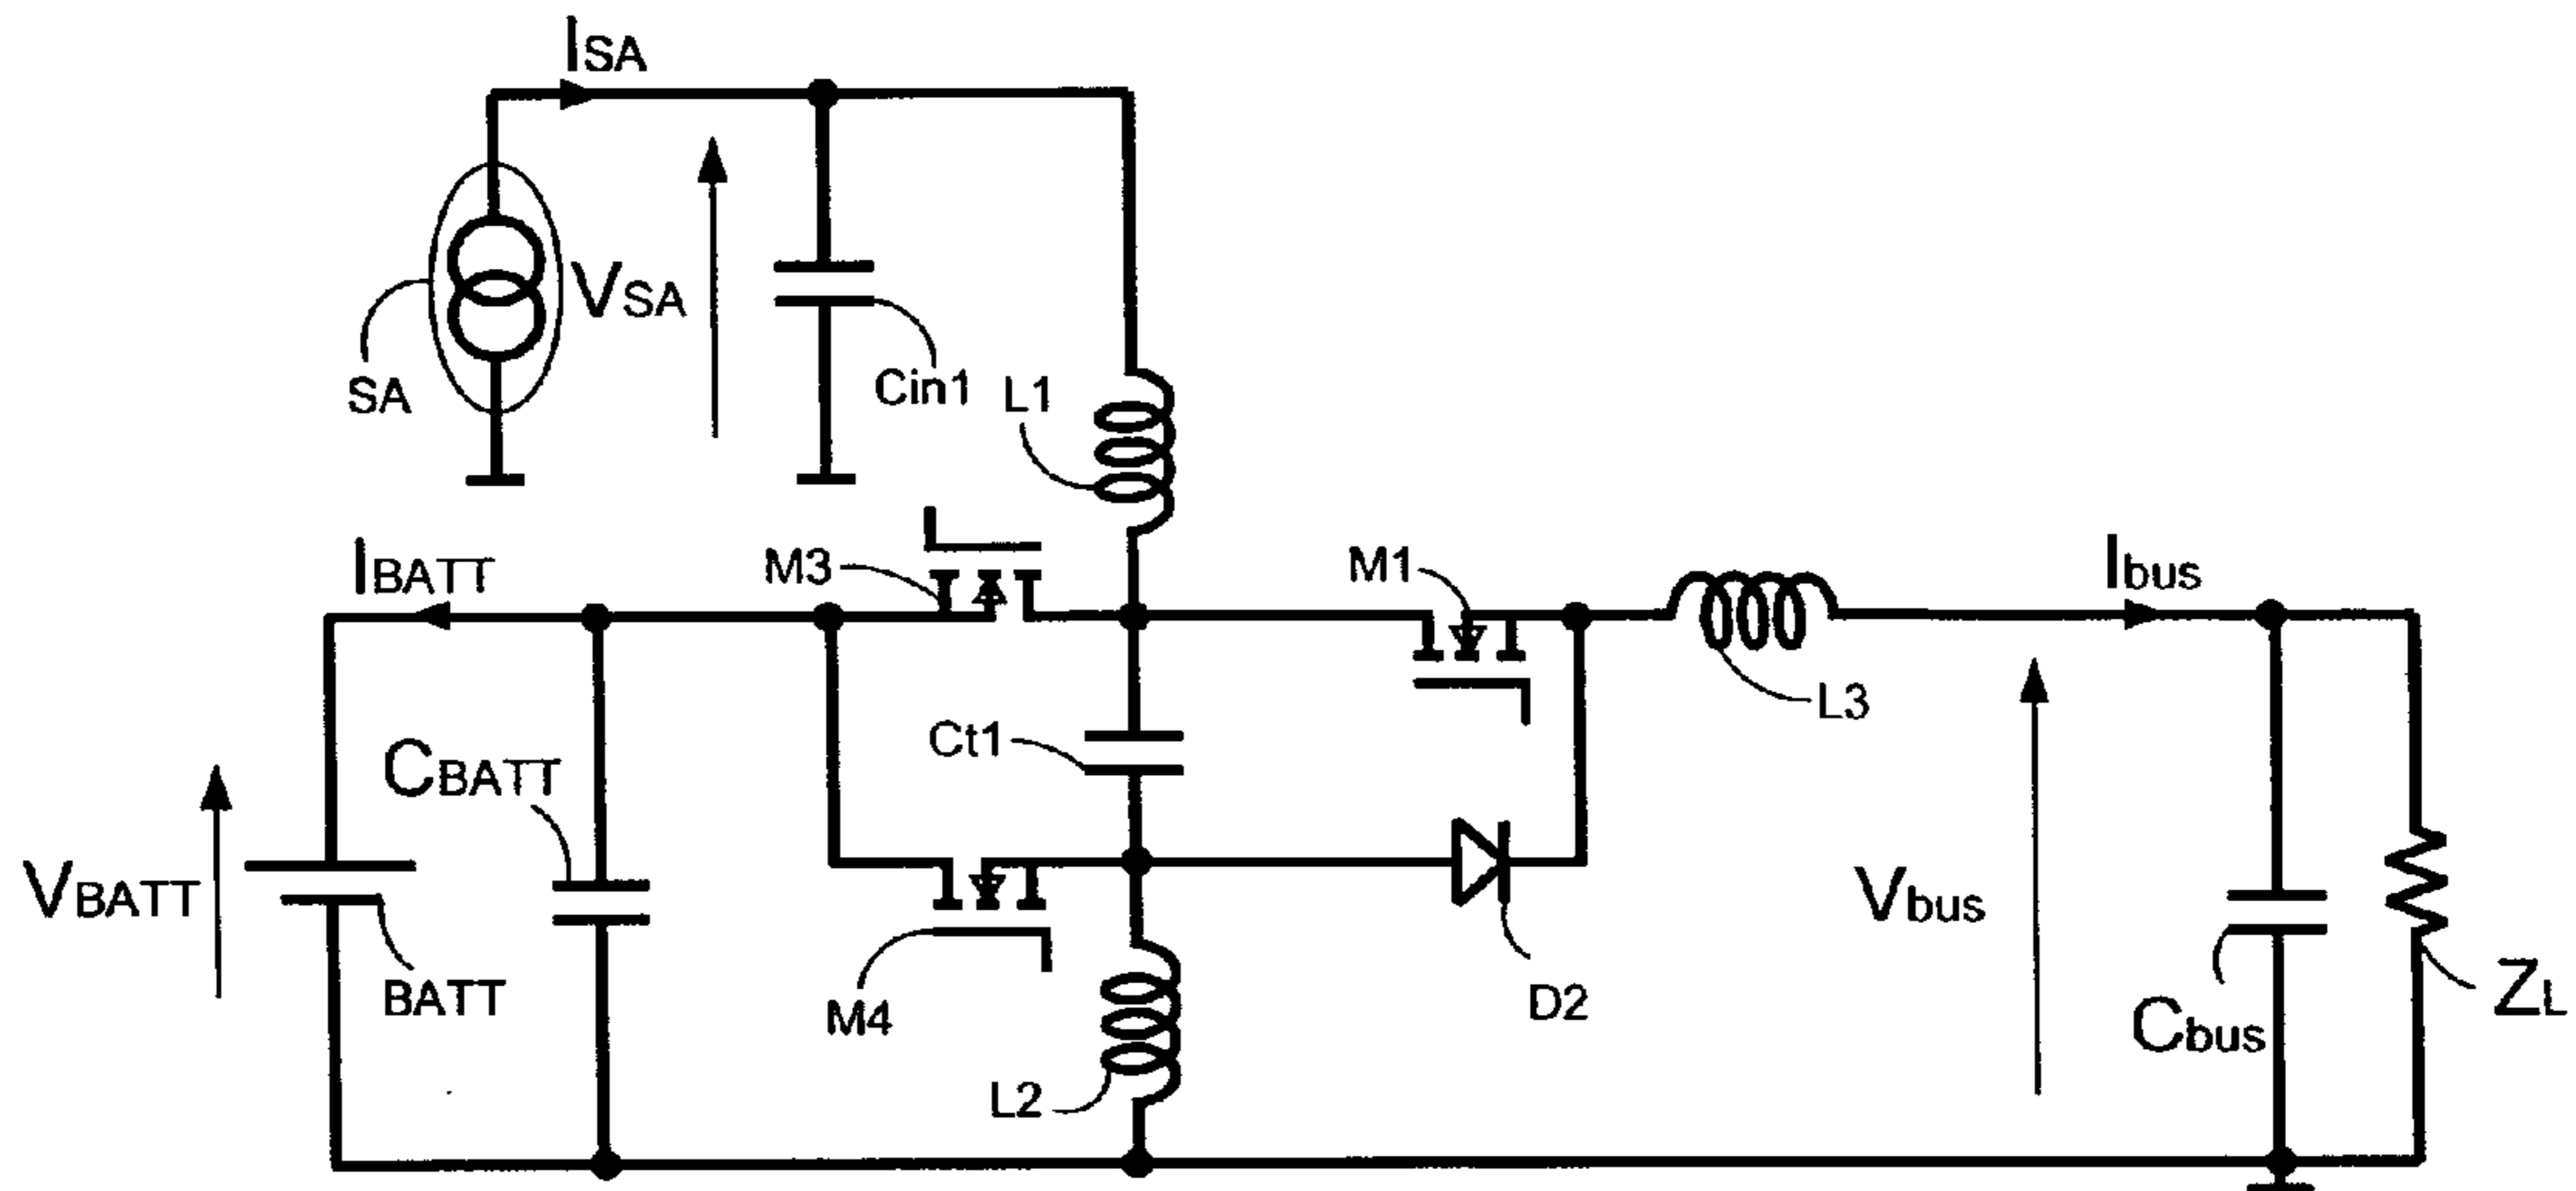 ISA
VSA
SA
Cin1
L1
IBATT
M3
M1
Ibus
L3
Ct1
CBATT
VBATT
Vbus
BATT
M4
D2
ZL
Cbus
L2